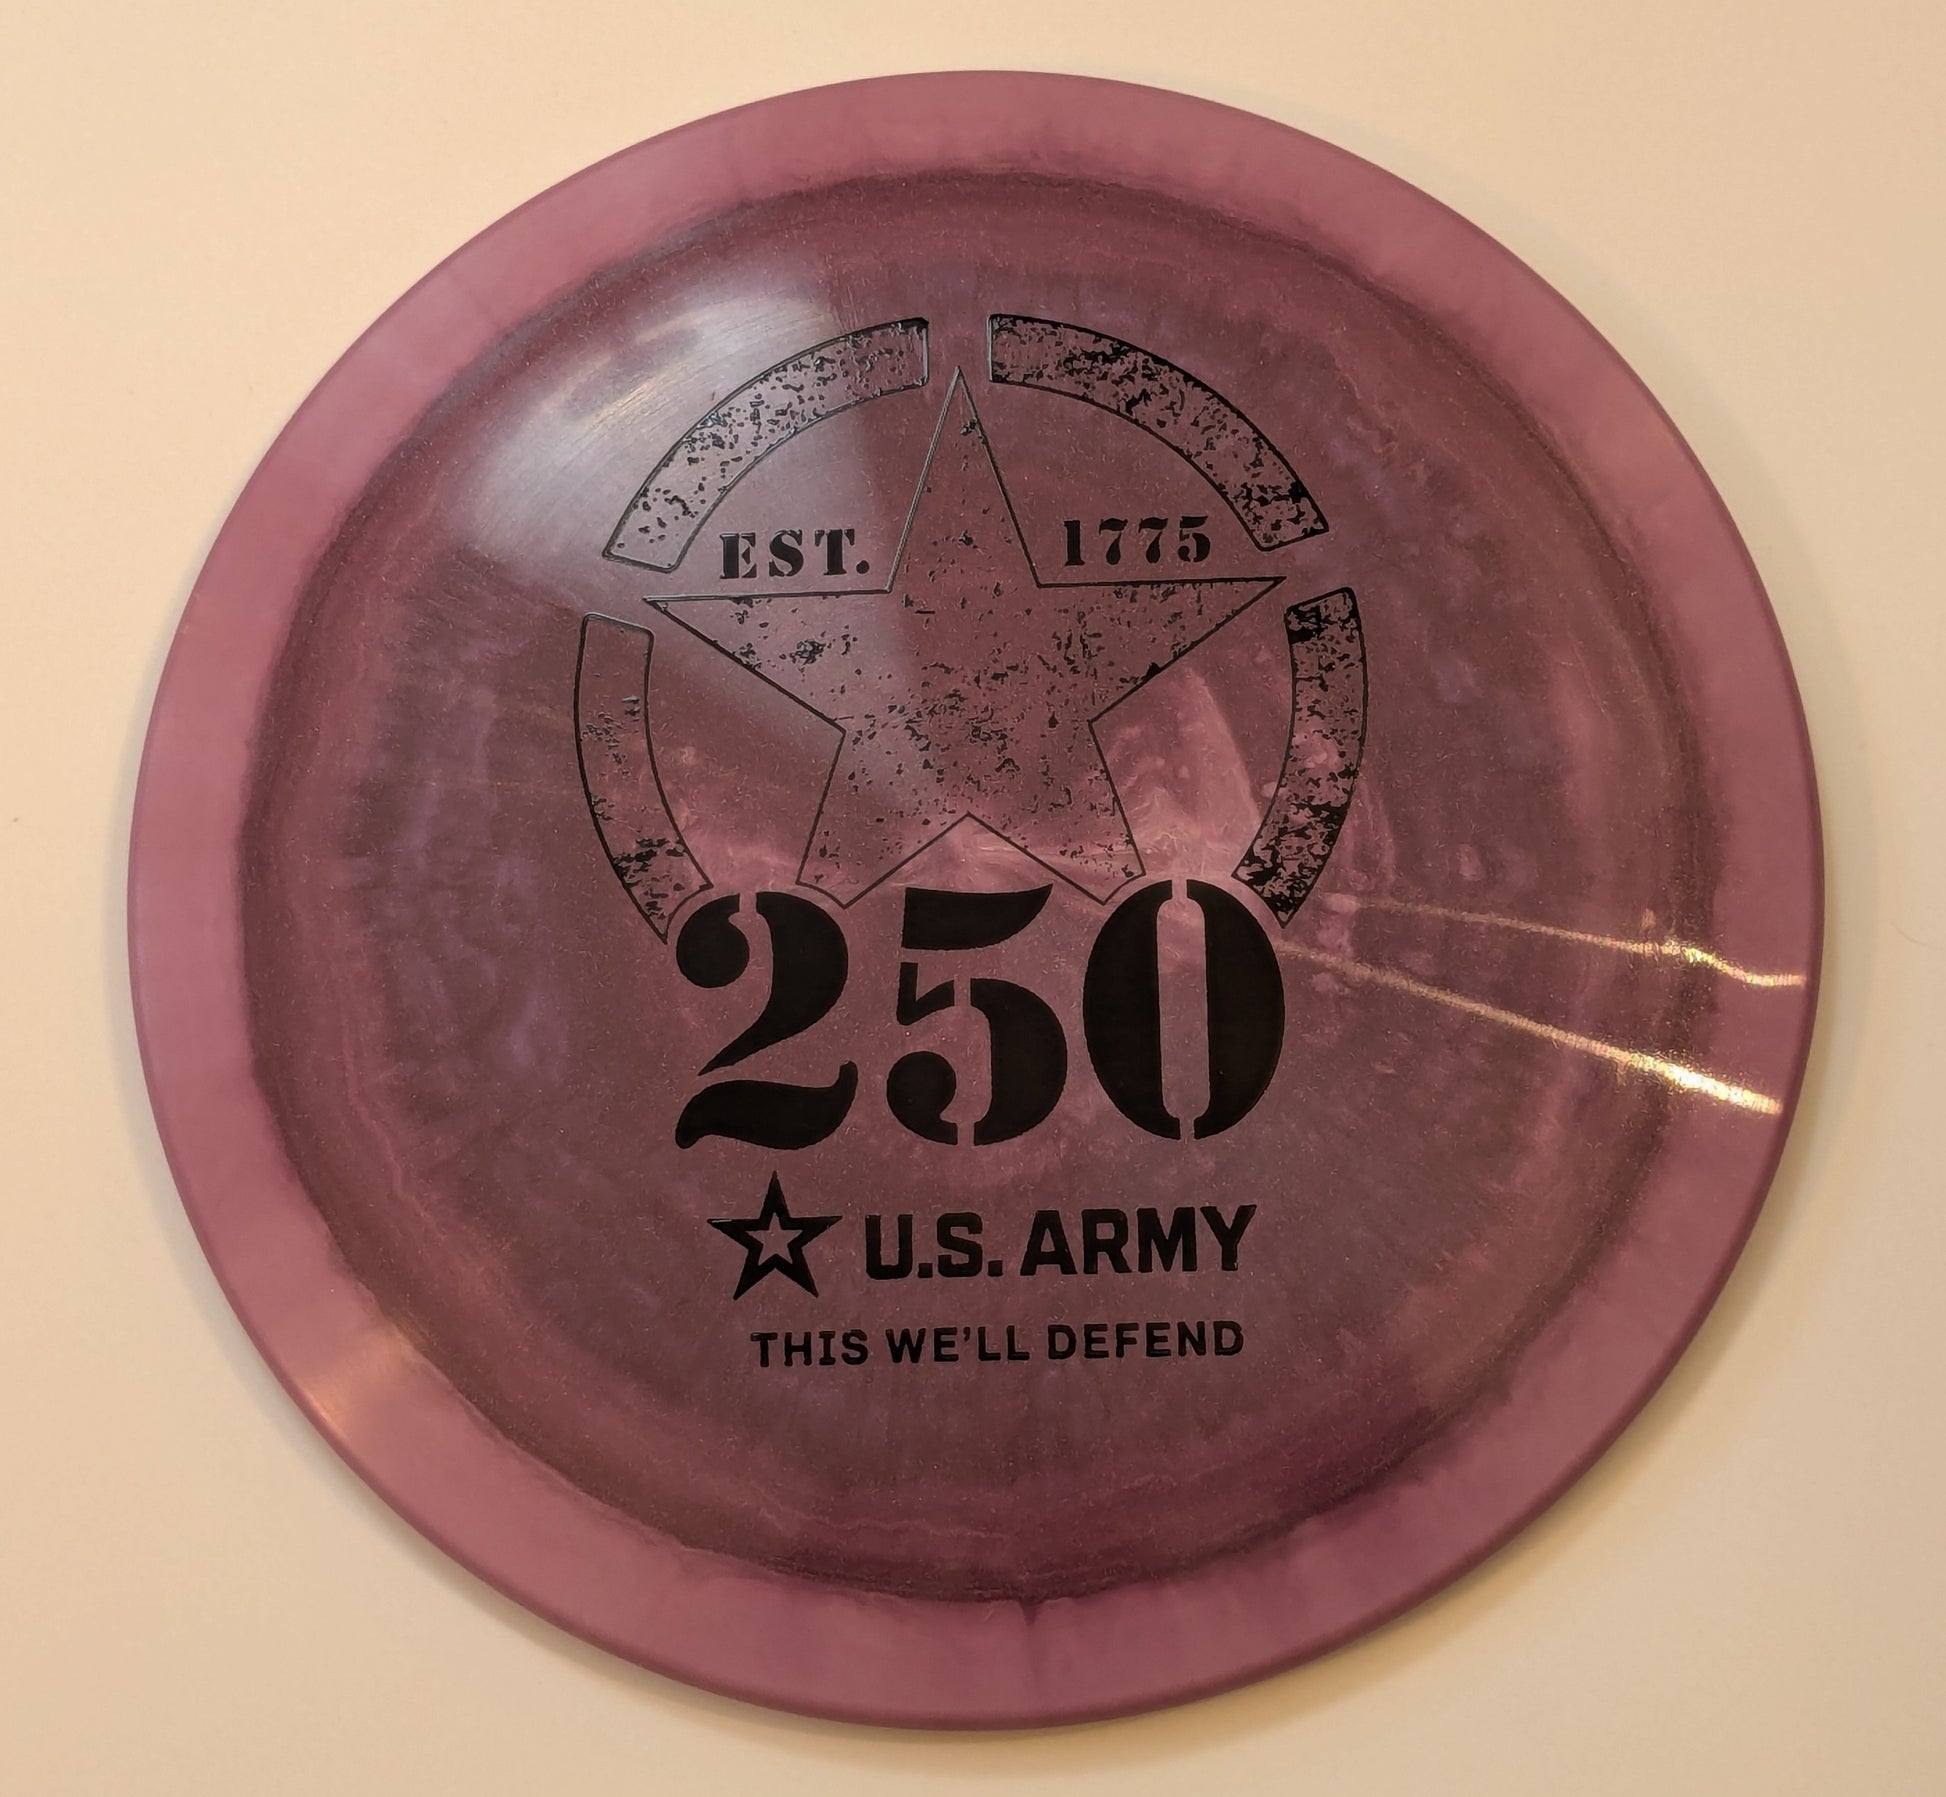 EST. 1775
250
U.S. ARMY
THIS WE'LL DEFEND